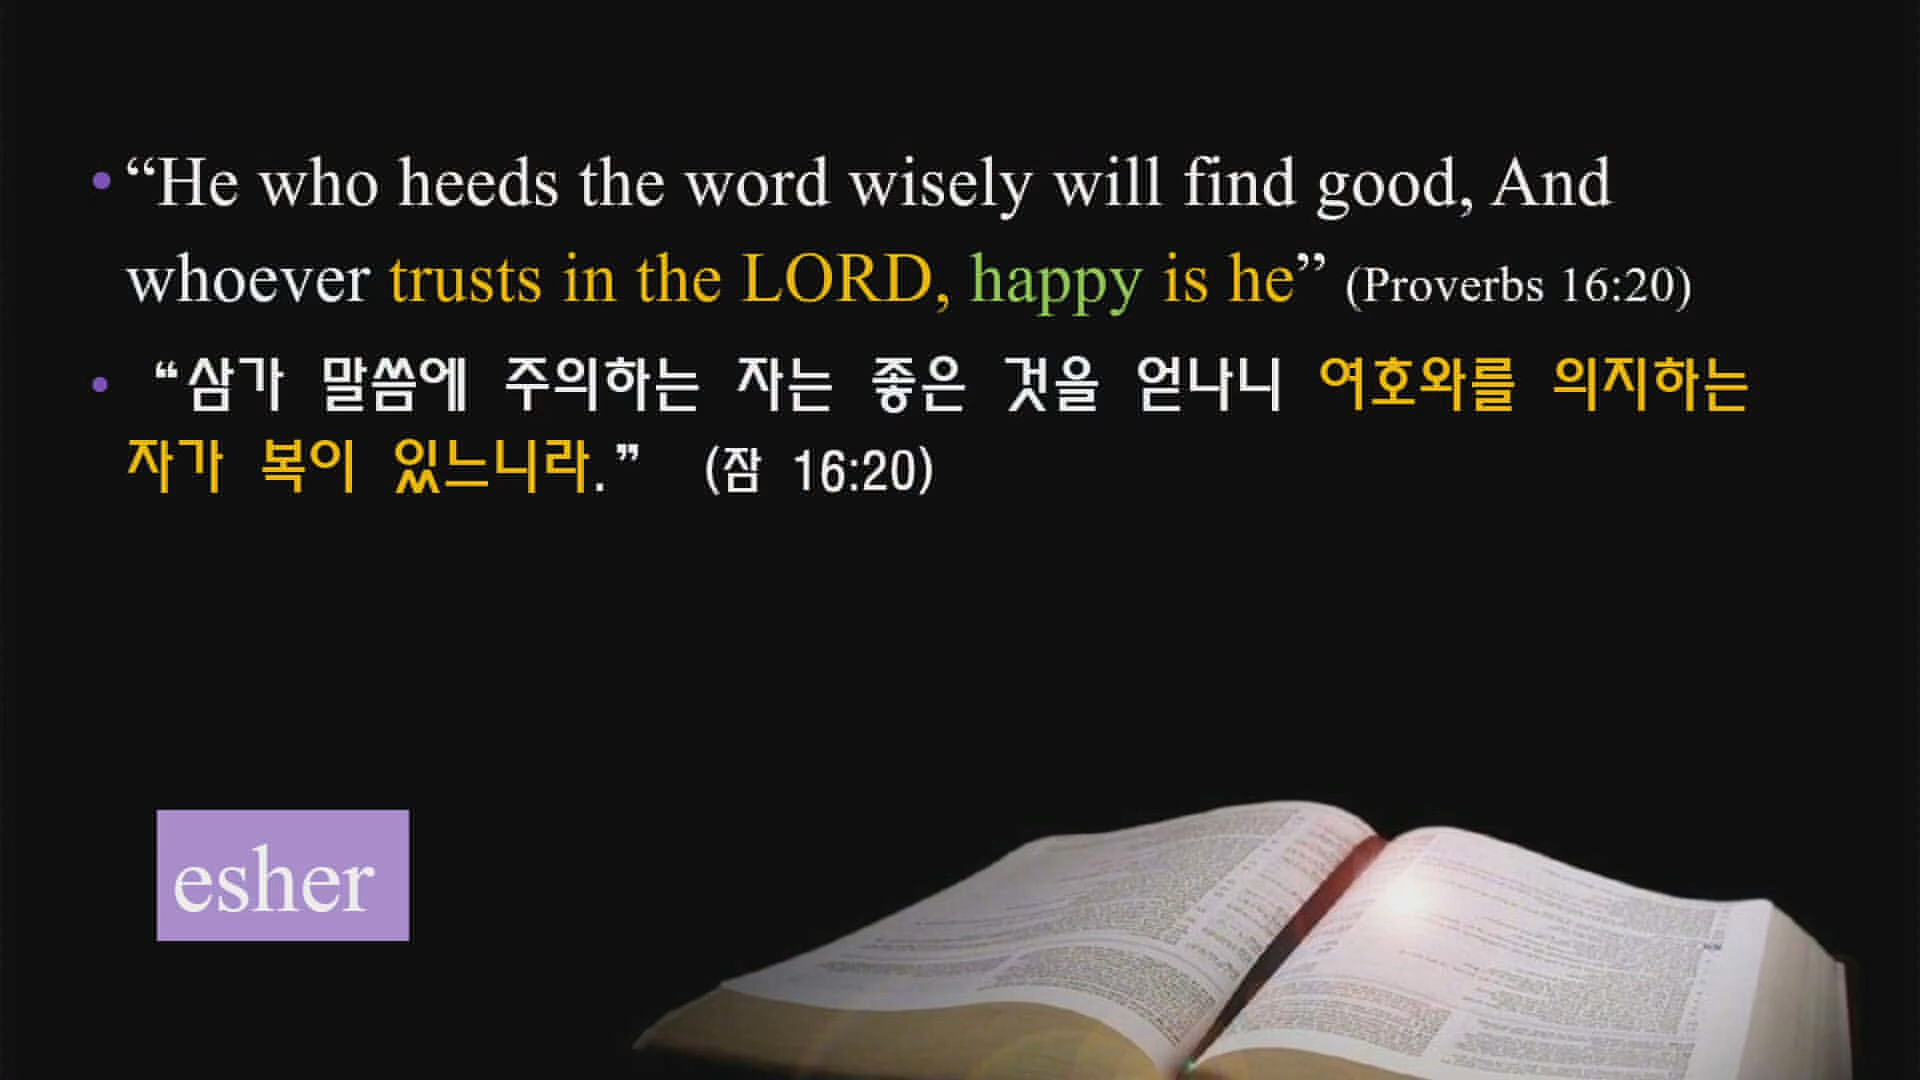 • “He who heeds the word wisely will find good, And
whoever trusts in the LORD, happy is he” (Proverbs 16:20)
• “삼가 말씀에 주의하는 자는 좋은 것을 얻나니 여호와를 의지하는
자가 복이 있느니라.” (잠 16:20)
esher